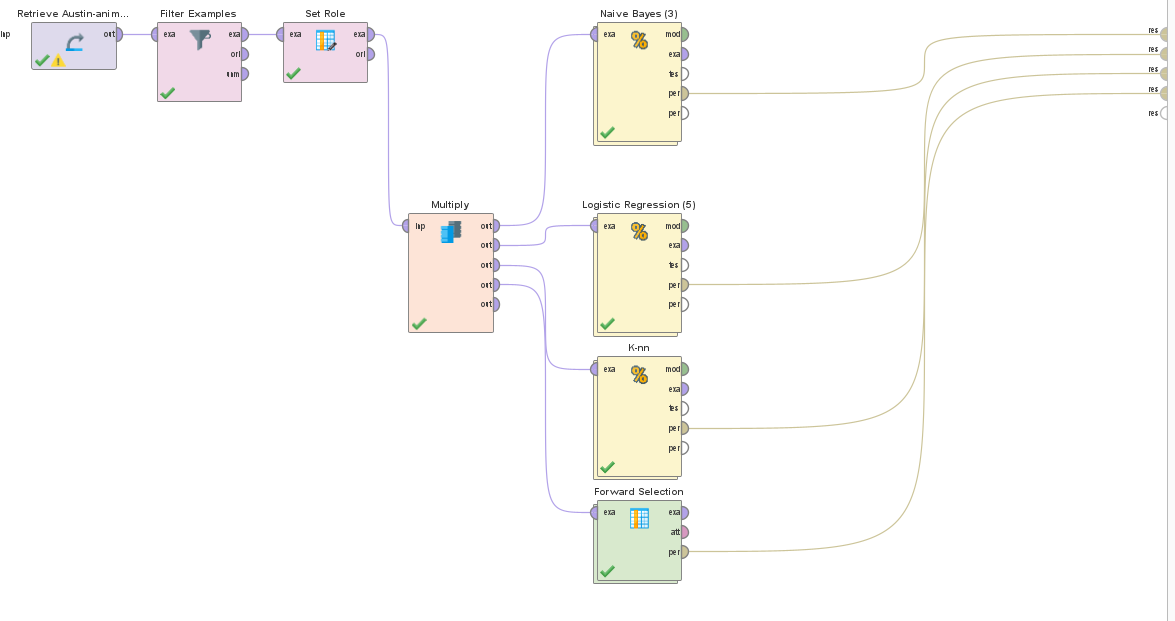 Retrieve Austin-anim...
Filter Examples
Set Role
Naive Bayes (3)
inp
out
exa
exa
ori
unm
exa
exa
ori
exa
mod
exa
tes
per
per
res
res
res
res
res
Multiply
inp
out
out
out
out
out
Logistic Regression (5)
exa
mod
exa
tes
per
per
K-nn
exa
mod
exa
tes
per
per
Forward Selection
exa
exa
att
per